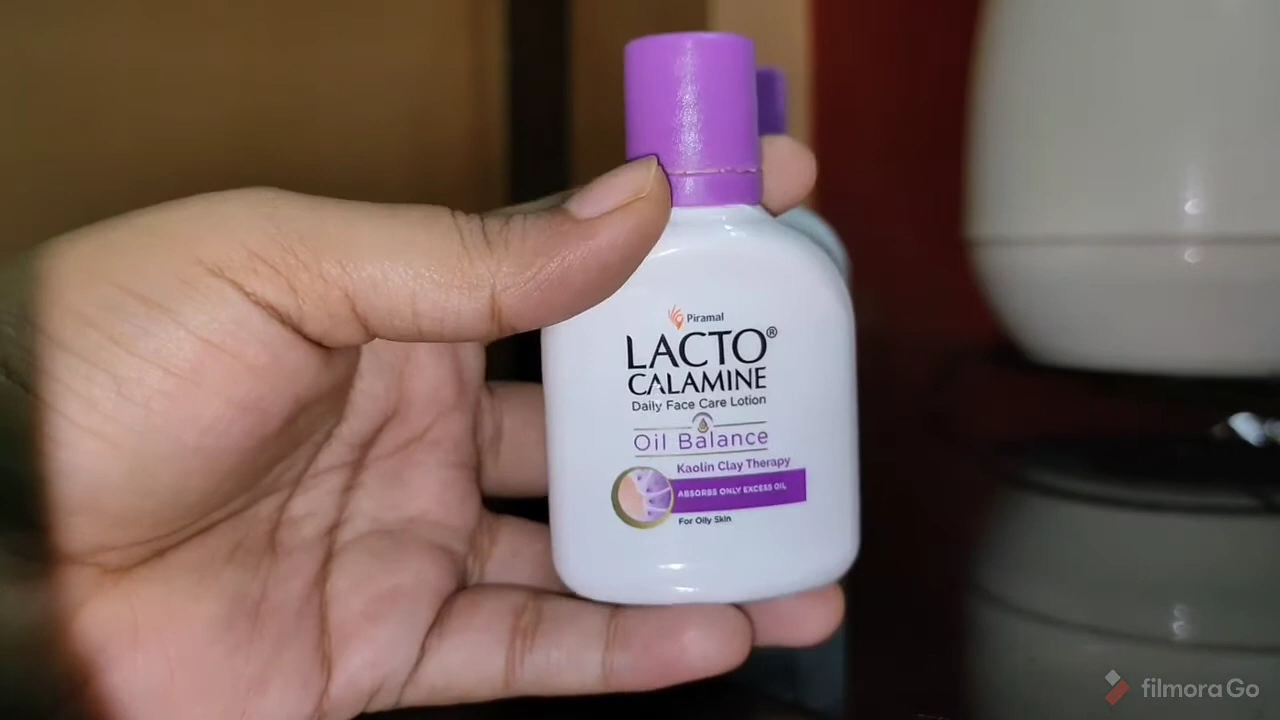 Piramal
LACTO®
CALAMINE
Daily Face Care Lotion
Oil Balance
Kaolin Clay Therapy
ABSORBS ONLY EXCESS OIL
For Oily Skin
filmoraGo